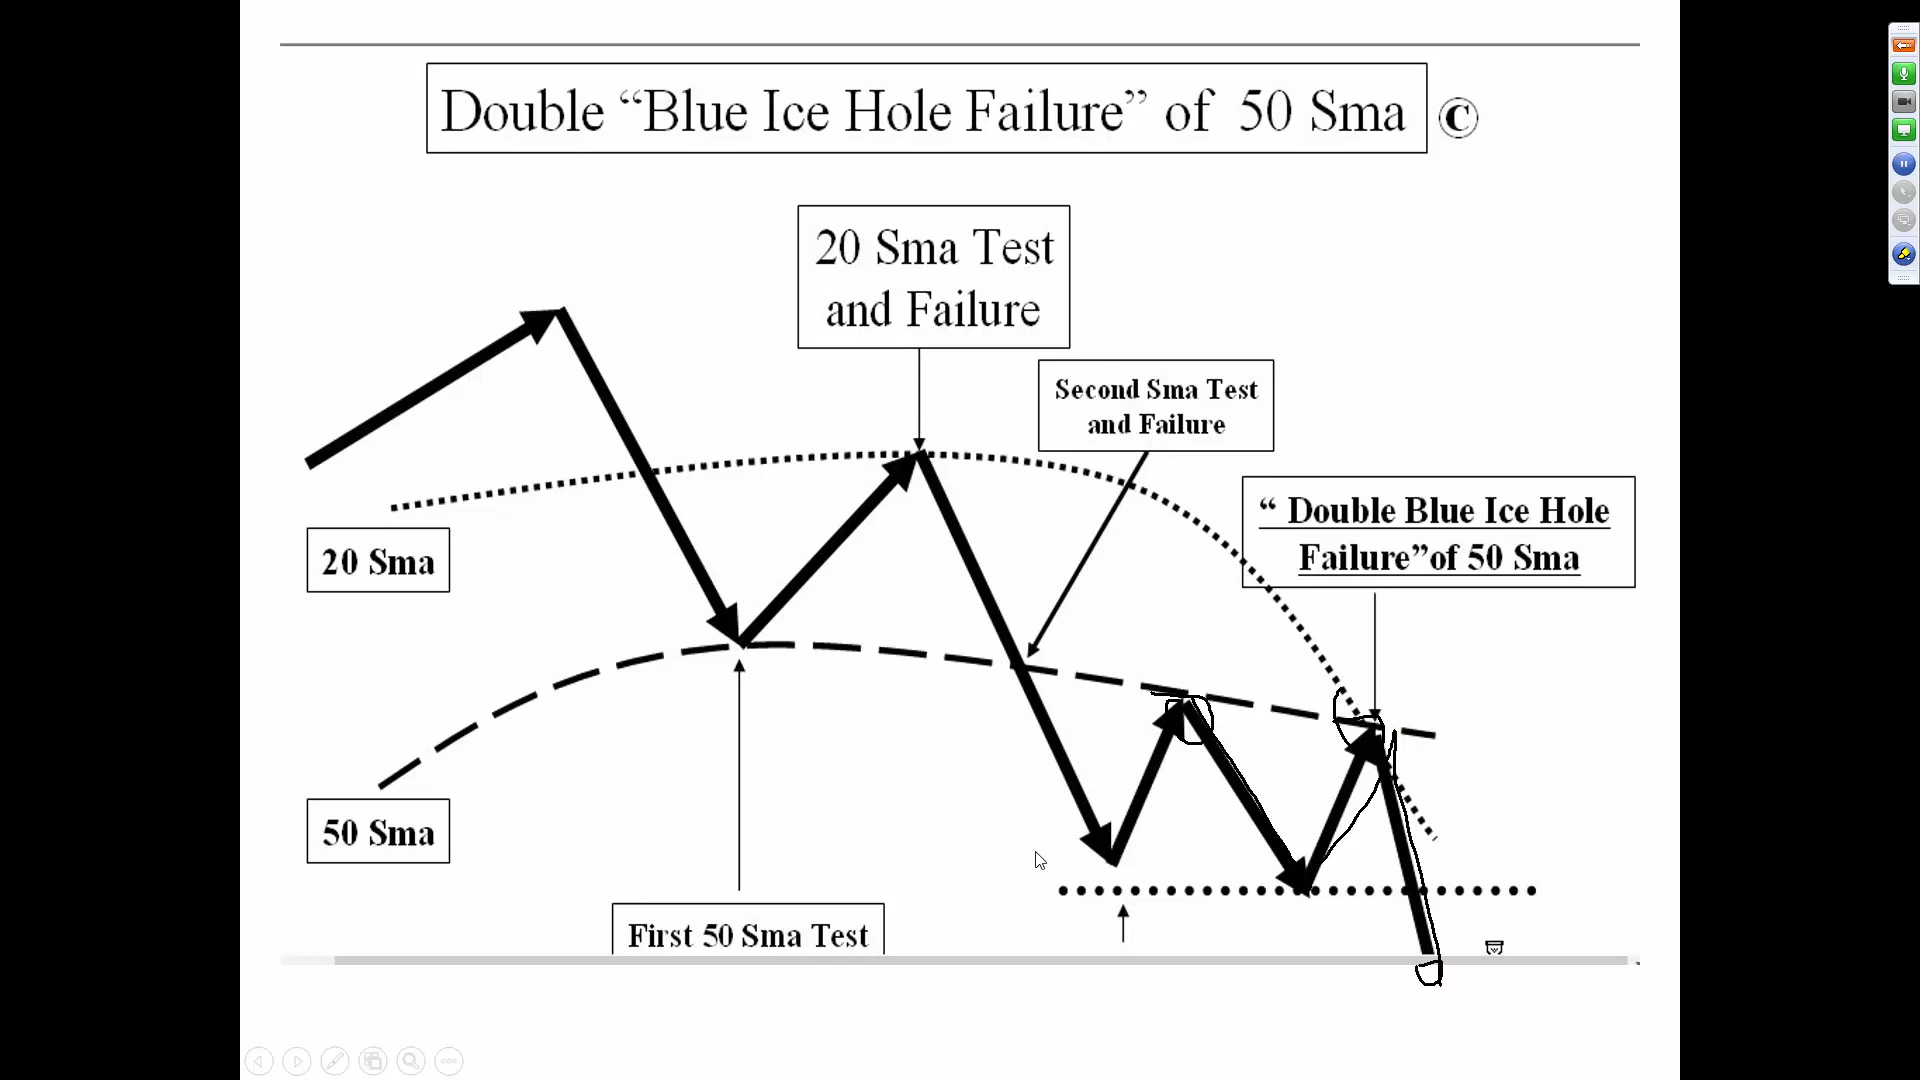 Double “Blue Ice Hole Failure” of 50 Sma ©
20 Sma Test
and Failure
Second Sma Test
and Failure
“ Double Blue Ice Hole
Failure”of 50 Sma
20 Sma
50 Sma
First 50 Sma Test